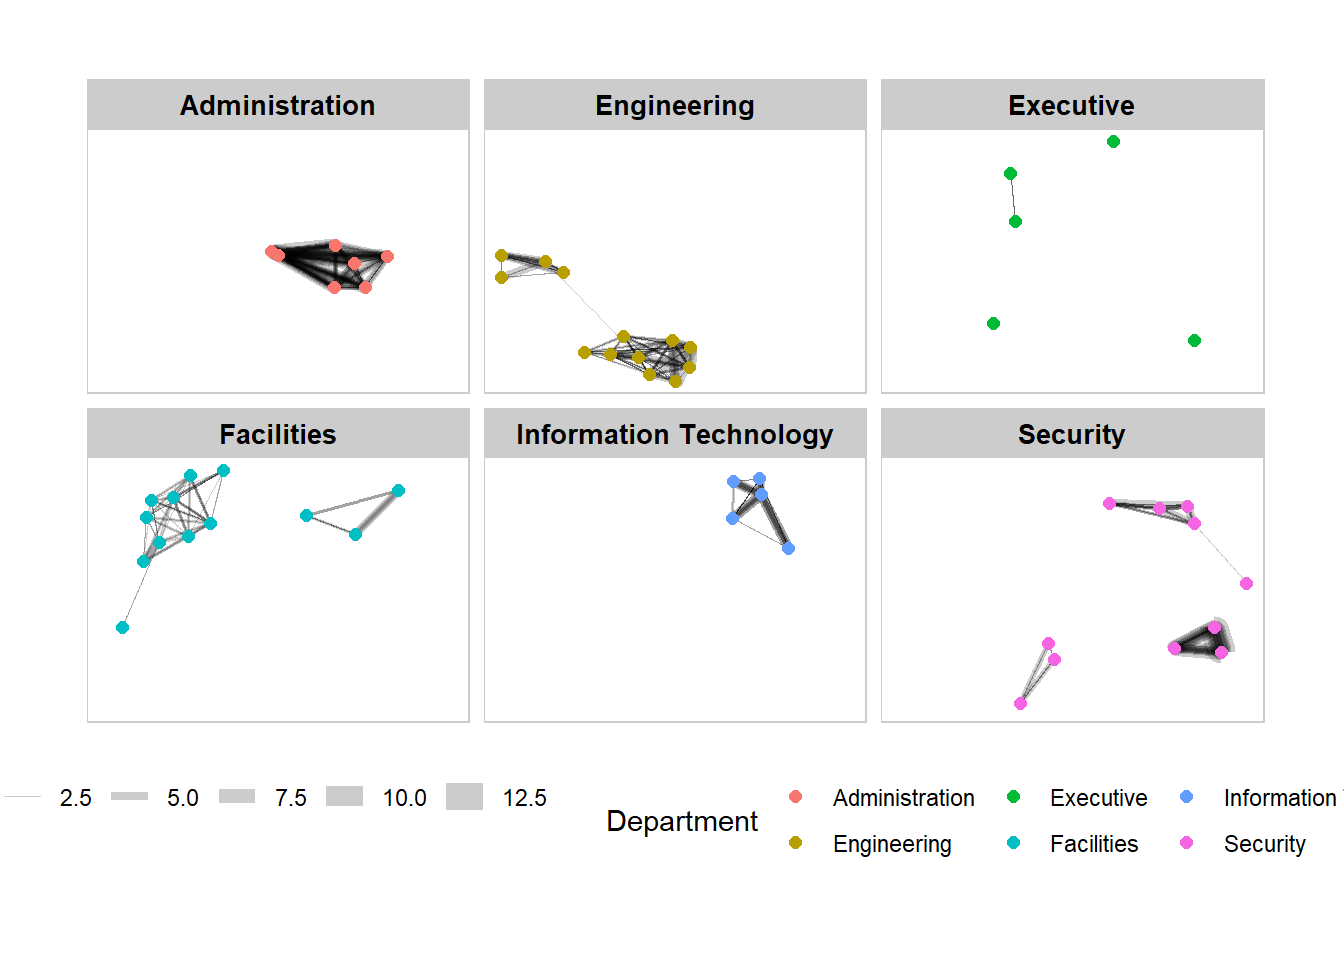 Administration
Engineering
Executive
Facilities
Information Technology
Security
2.5
5.0
7.5
10.0
12.5
Department
Administration
Executive
Information
Engineering
Facilities
Security